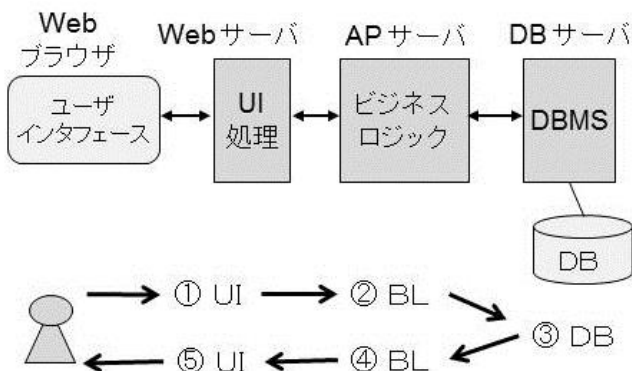 Web
ブラウザ
Webサーバ
APサーバ
DBサーバ
ユーザ
インタフェース
UI
処理
ビジネス
ロジック
DBMS
DB
① UI
② BL
③ DB
⑤ UI
④ BL